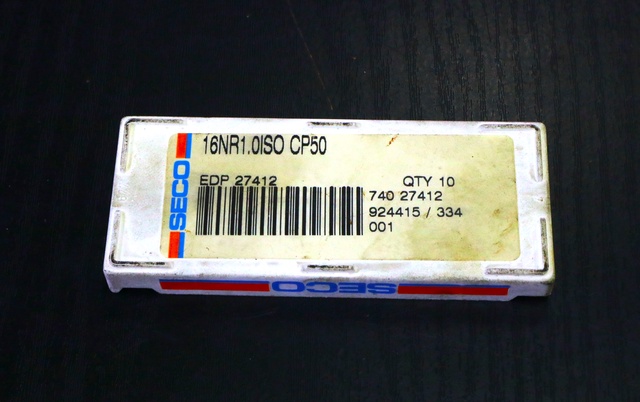 16NR1.0ISO CP50
SECO
EDP 27412 QTY 10
740 27412
924415 / 334
001
SECO